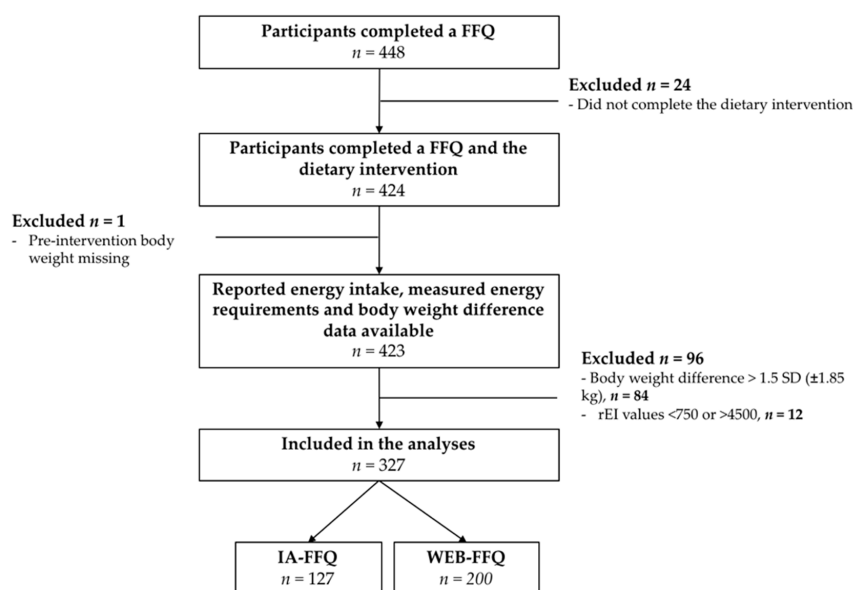 Participants completed a FFQ
n = 448
Excluded n = 24
- Did not complete the dietary intervention
Participants completed a FFQ and the
dietary intervention
n = 424
Excluded n = 1
- Pre-intervention body
weight missing
Reported energy intake, measured energy
requirements and body weight difference
data available
n = 423
Excluded n = 96
- Body weight difference > 1.5 SD (±1.85
kg), n = 84
- rEI values <750 or >4500, n = 12
Included in the analyses
n = 327
IA-FFQ
n = 127
WEB-FFQ
n = 200